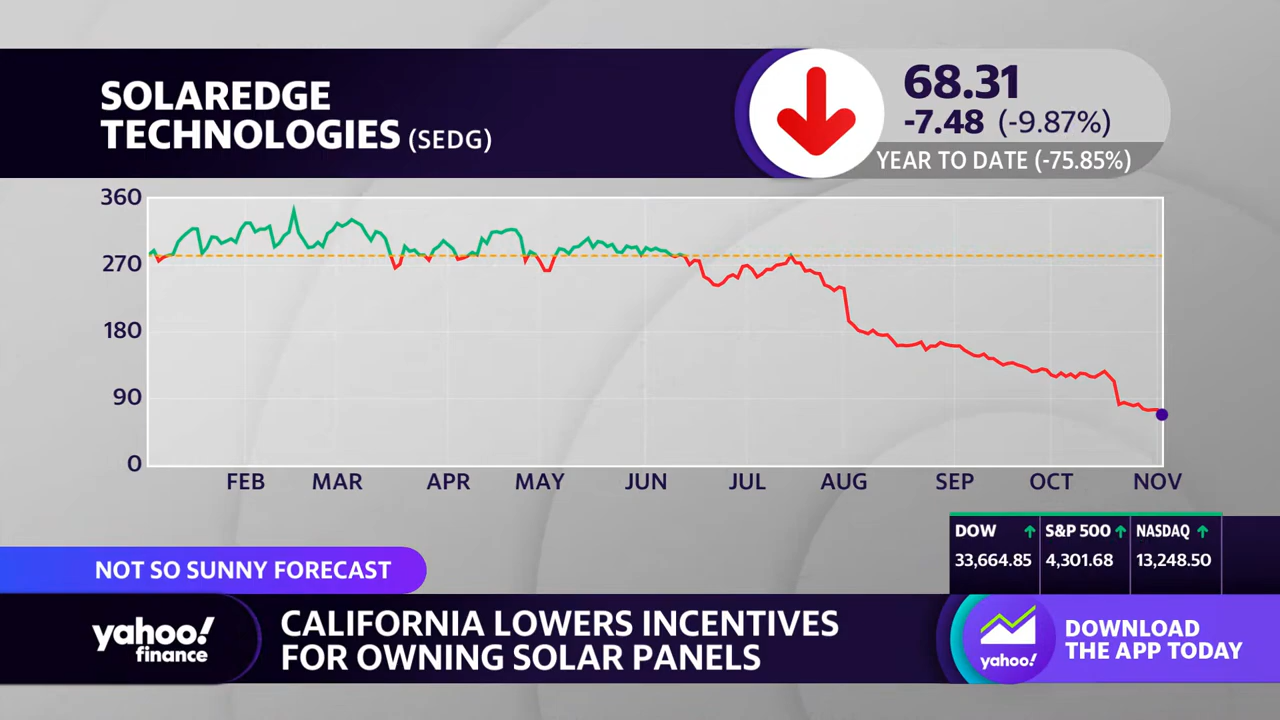 SOLAREDGE
TECHNOLOGIES (SEDG)
68.31
-7.48 (-9.87%)
YEAR TO DATE (-75.85%)
360
270
180
90
0
FEB MAR APR MAY JUN JUL AUG SEP OCT NOV
DOW S&P 500 NASDAQ
33,664.85 4,301.68 13,248.50
NOT SO SUNNY FORECAST
yahoo!
finance
CALIFORNIA LOWERS INCENTIVES
FOR OWNING SOLAR PANELS
yahoo!
DOWNLOAD
THE APP TODAY